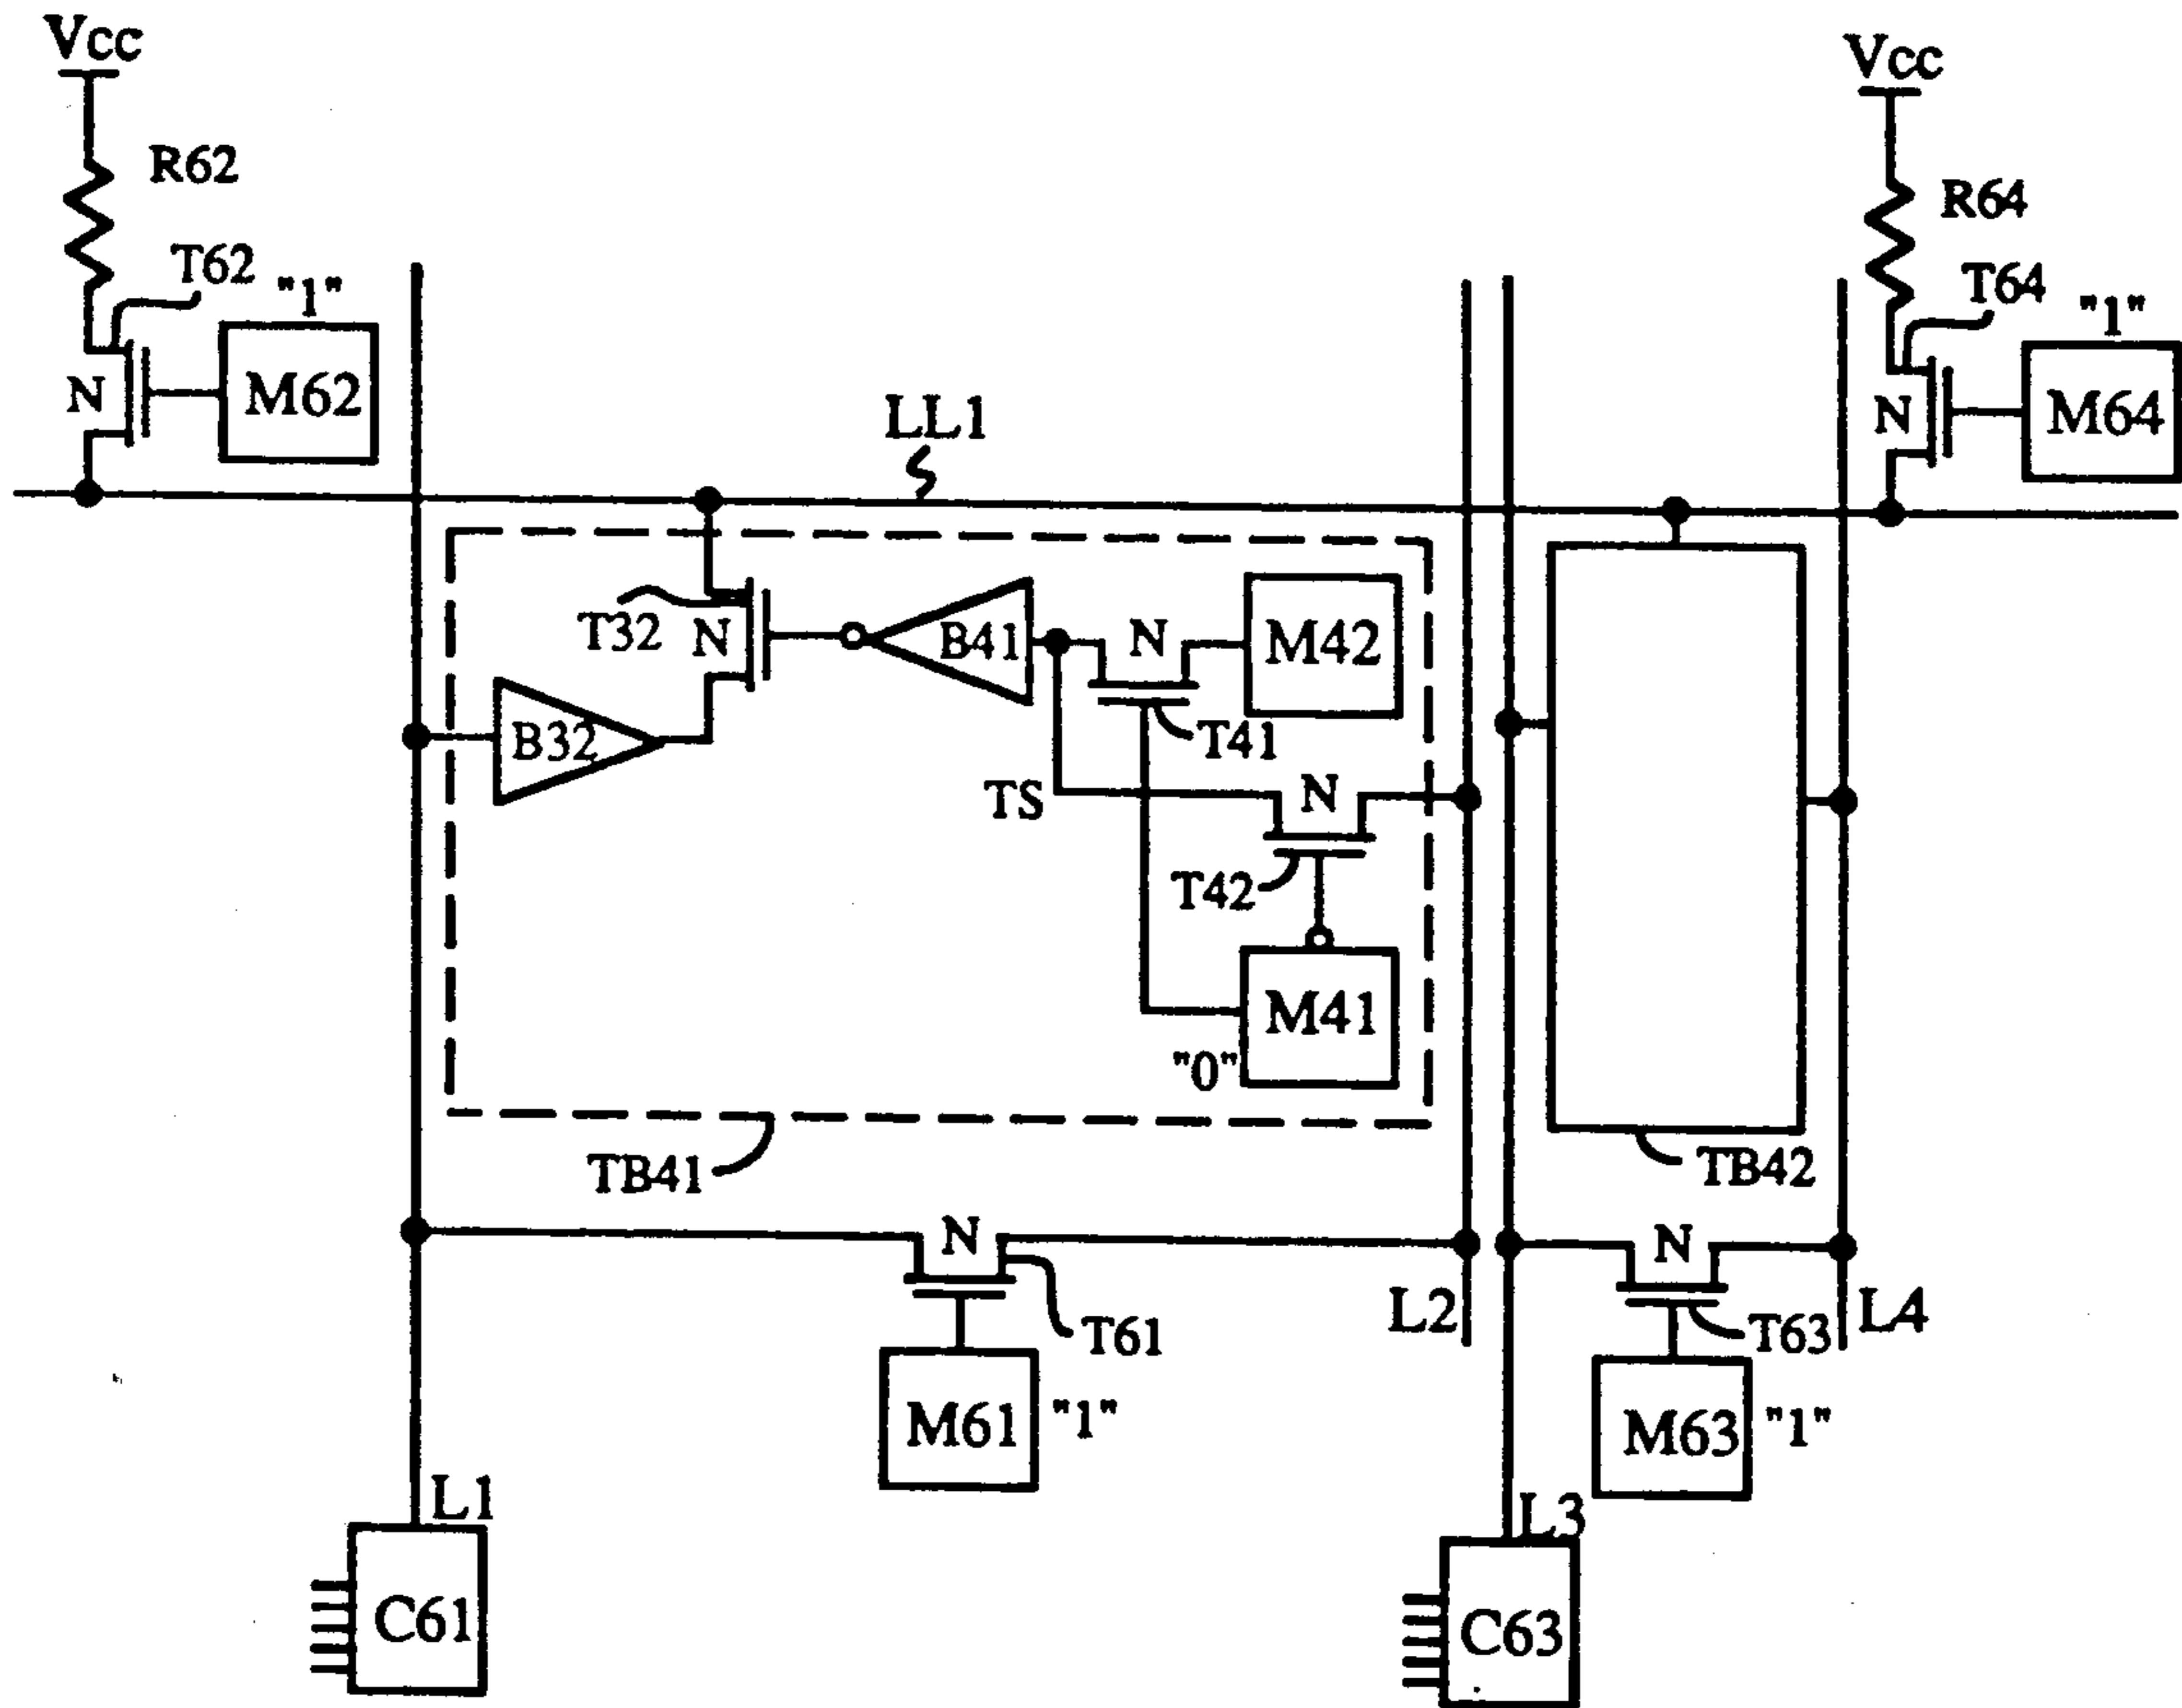 Vcc
Vcc
R62
R64
T62
"1"
T64
"1"
N
M62
N
M64
LL1
T32
N
B41
N
M42
B32
T41
TS
N
T42
M41
"0"
TB41
TB42
N
N
L2
T61
T63
L4
M61
"1"
M63
"1"
L1
L3
C61
C63